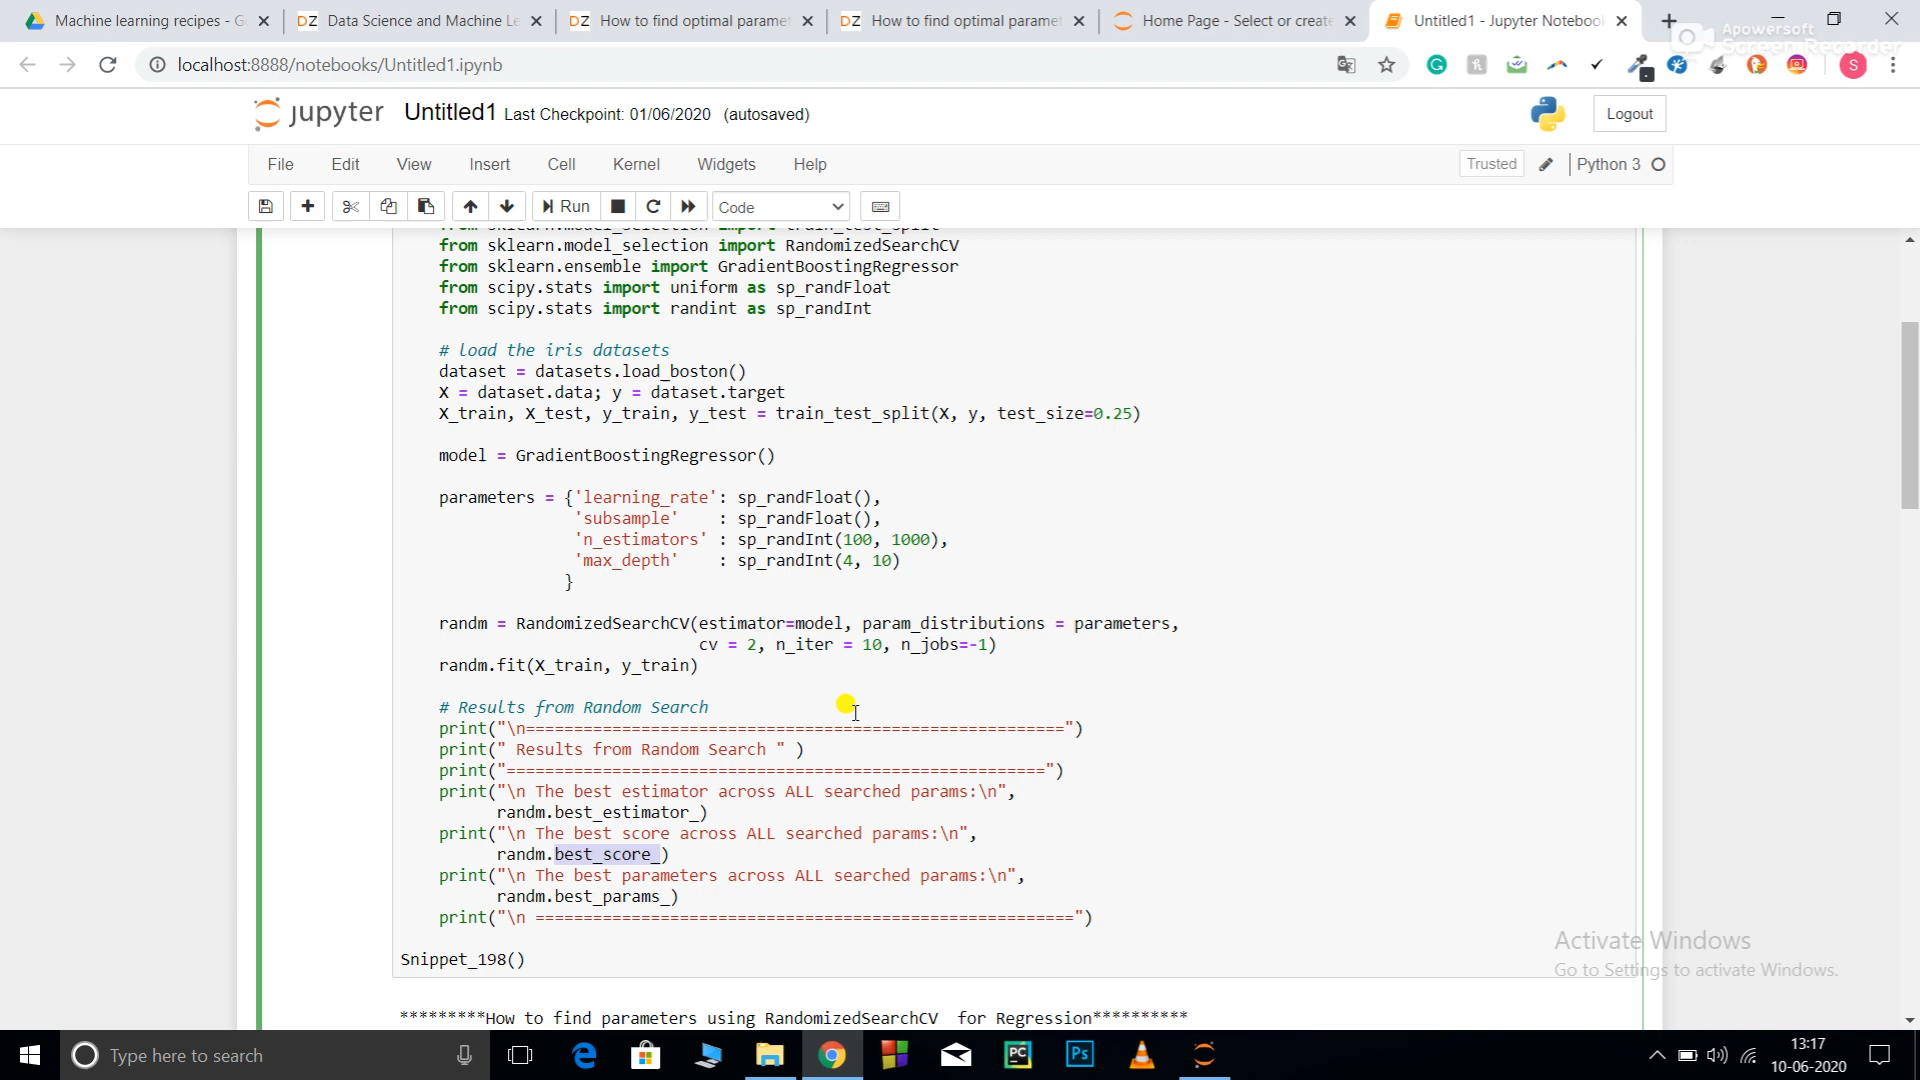 Machine learning recipes - G
Data Science and Machine Le
How to find optimal paramet
How to find optimal paramet
Home Page - Select or create
Untitled1 - Jupyter Noteboo
Apowersoft
Screen Recorder
localhost:8888/notebooks/Untitled1.ipynb
S
jupyter Untitled1 Last Checkpoint: 01/06/2020 (autosaved)
Logout
File Edit View Insert Cell Kernel Widgets Help
Trusted Python 3
Run Code
from sklearn.model_selection import train_test_split
from sklearn.model_selection import RandomizedSearchCV
from sklearn.ensemble import GradientBoostingRegressor
from scipy.stats import uniform as sp_randFloat
from scipy.stats import randint as sp_randInt
# load the iris datasets
dataset = datasets.load_boston()
X = dataset.data; y = dataset.target
X_train, X_test, y_train, y_test = train_test_split(X, y, test_size=0.25)
model = GradientBoostingRegressor()
parameters = {'learning_rate': sp_randFloat(),
'subsample'    : sp_randFloat(),
'n_estimators' : sp_randInt(100, 1000),
'max_depth'    : sp_randInt(4, 10)
}
randm = RandomizedSearchCV(estimator=model, param_distributions = parameters,
cv = 2, n_iter = 10, n_jobs=-1)
randm.fit(X_train, y_train)
# Results from Random Search
print("\n========================================================")
print(" Results from Random Search " )
print("========================================================")
print("\n The best estimator across ALL searched params:\n",
randm.best_estimator_)
print("\n The best score across ALL searched params:\n",
randm.best_score_)
print("\n The best parameters across ALL searched params:\n",
randm.best_params_)
print("\n ========================================================")
Snippet_198()
*********How to find parameters using RandomizedSearchCV  for Regression**********
Activate Windows
Go to Settings to activate Windows.
Type here to search
PC
Ps
13:17
10-06-2020